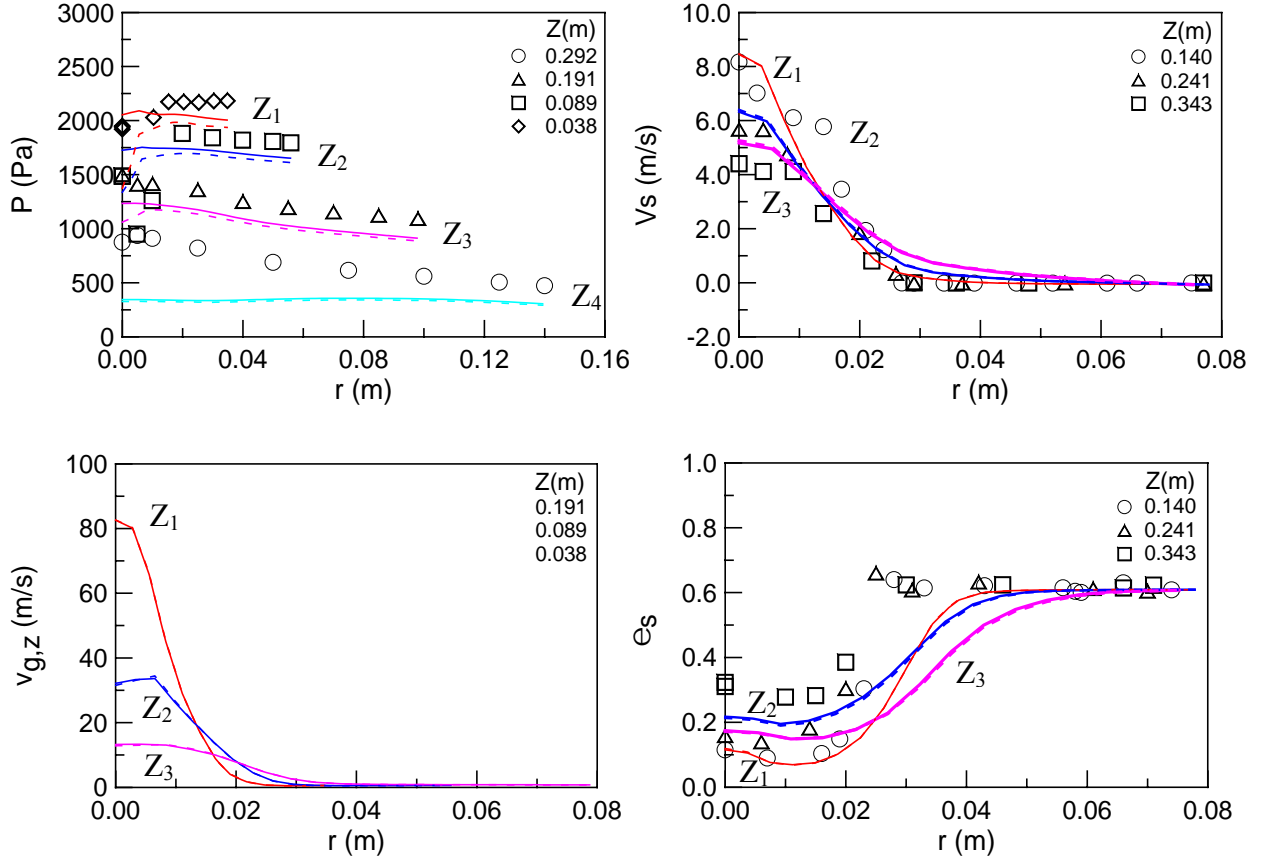 3000
2500
2000
1500
1000
500
0
P (Pa)
0.00
0.04
0.08
0.12
0.16
r (m)
Z(m)
0.292
0.191
0.089
0.038
Z1
Z2
Z3
Z4
10.0
8.0
6.0
4.0
2.0
0.0
-2.0
Vs (m/s)
0.00
0.02
0.04
0.06
0.08
r (m)
Z(m)
0.140
0.241
0.343
Z1
Z2
Z3
100
80
60
40
20
0
vg,z (m/s)
0.00
0.02
0.04
0.06
0.08
r (m)
Z(m)
0.191
0.089
0.038
Z1
Z2
Z3
1.0
0.8
0.6
0.4
0.2
0.0
es
0.00
0.02
0.04
0.06
0.08
r (m)
Z(m)
0.140
0.241
0.343
Z2
Z3
Z1